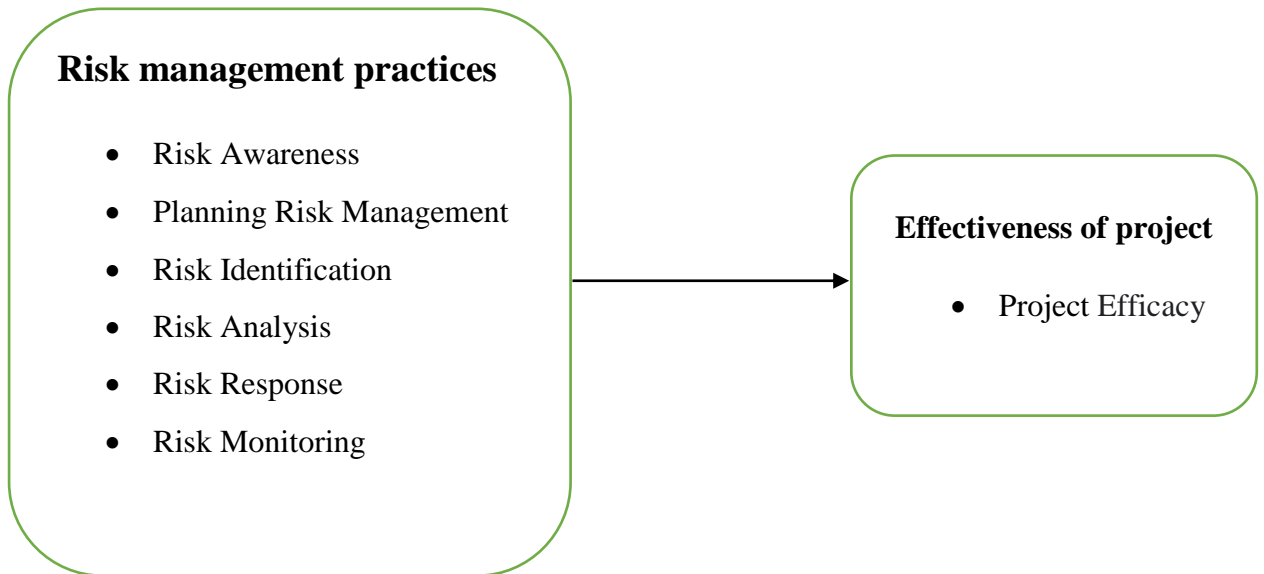 Risk management practices
• Risk Awareness
• Planning Risk Management
• Risk Identification
• Risk Analysis
• Risk Response
• Risk Monitoring
Effectiveness of project
• Project Efficacy